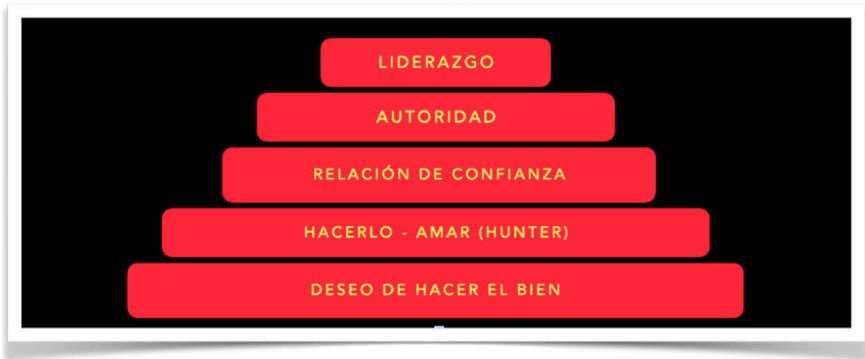 LIDERAZGO
AUTORIDAD
RELACIÓN DE CONFIANZA
HACERLO - AMAR (HUNTER)
DESEO DE HACER EL BIEN